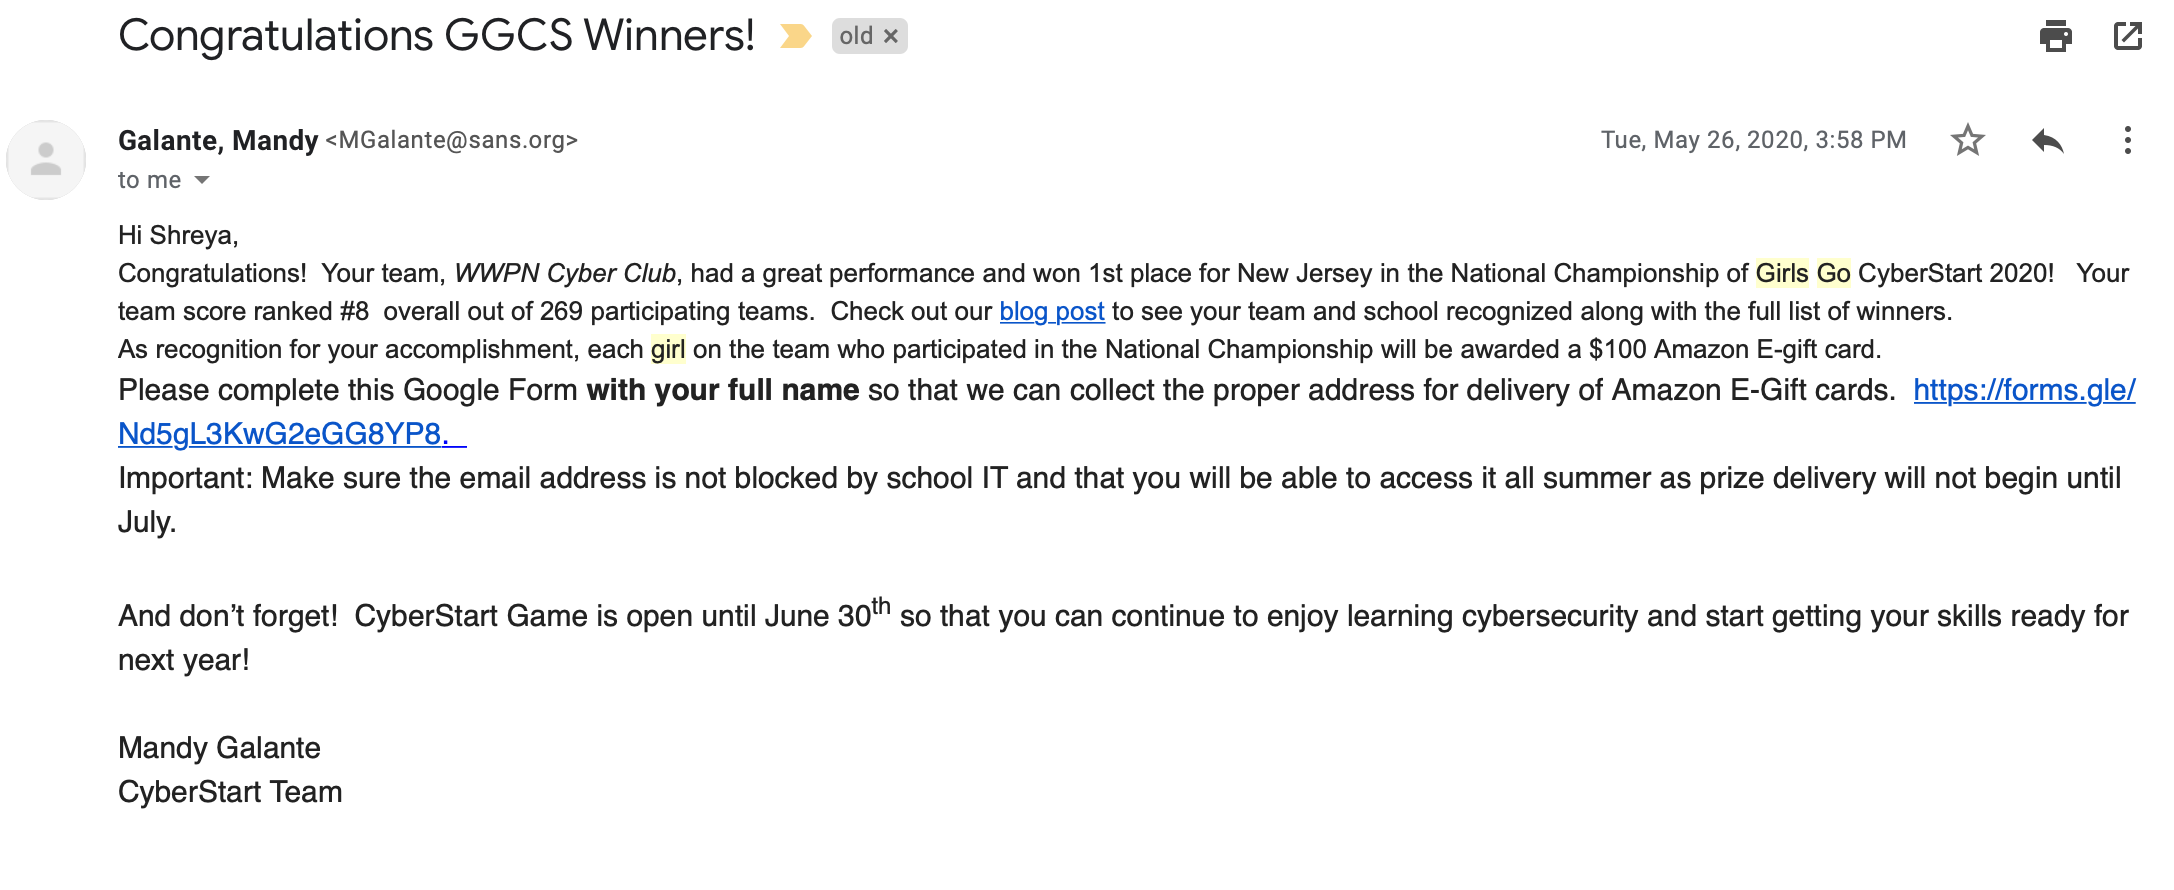 Congratulations GGCS Winners! old ×
Galante, Mandy <MGalante@sans.org> Tue, May 26, 2020, 3:58 PM
to me
Hi Shreya,
Congratulations!  Your team, WWPN Cyber Club, had a great performance and won 1st place for New Jersey in the National Championship of Girls Go CyberStart 2020!   Your
team score ranked #8  overall out of 269 participating teams.  Check out our blog post to see your team and school recognized along with the full list of winners.
As recognition for your accomplishment, each girl on the team who participated in the National Championship will be awarded a $100 Amazon E-gift card.
Please complete this Google Form with your full name so that we can collect the proper address for delivery of Amazon E-Gift cards.  https://forms.gle/
Nd5gL3KwG2eGG8YP8.
Important: Make sure the email address is not blocked by school IT and that you will be able to access it all summer as prize delivery will not begin until
July.
And don’t forget!  CyberStart Game is open until June 30th so that you can continue to enjoy learning cybersecurity and start getting your skills ready for
next year!
Mandy Galante
CyberStart Team